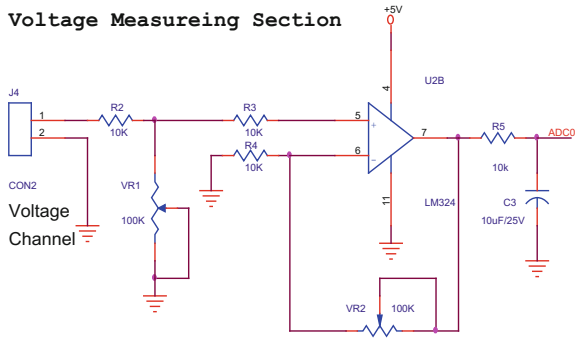 Voltage Measureing Section
+5V
J4
R2
R3
4
U2B
1
10K
10K
5
+
7
R5
ADC0
2
R4
6
-
10K
10k
CON2
VR1
11
LM324
C3
Voltage
100K
10uF/25V
Channel
VR2
100K